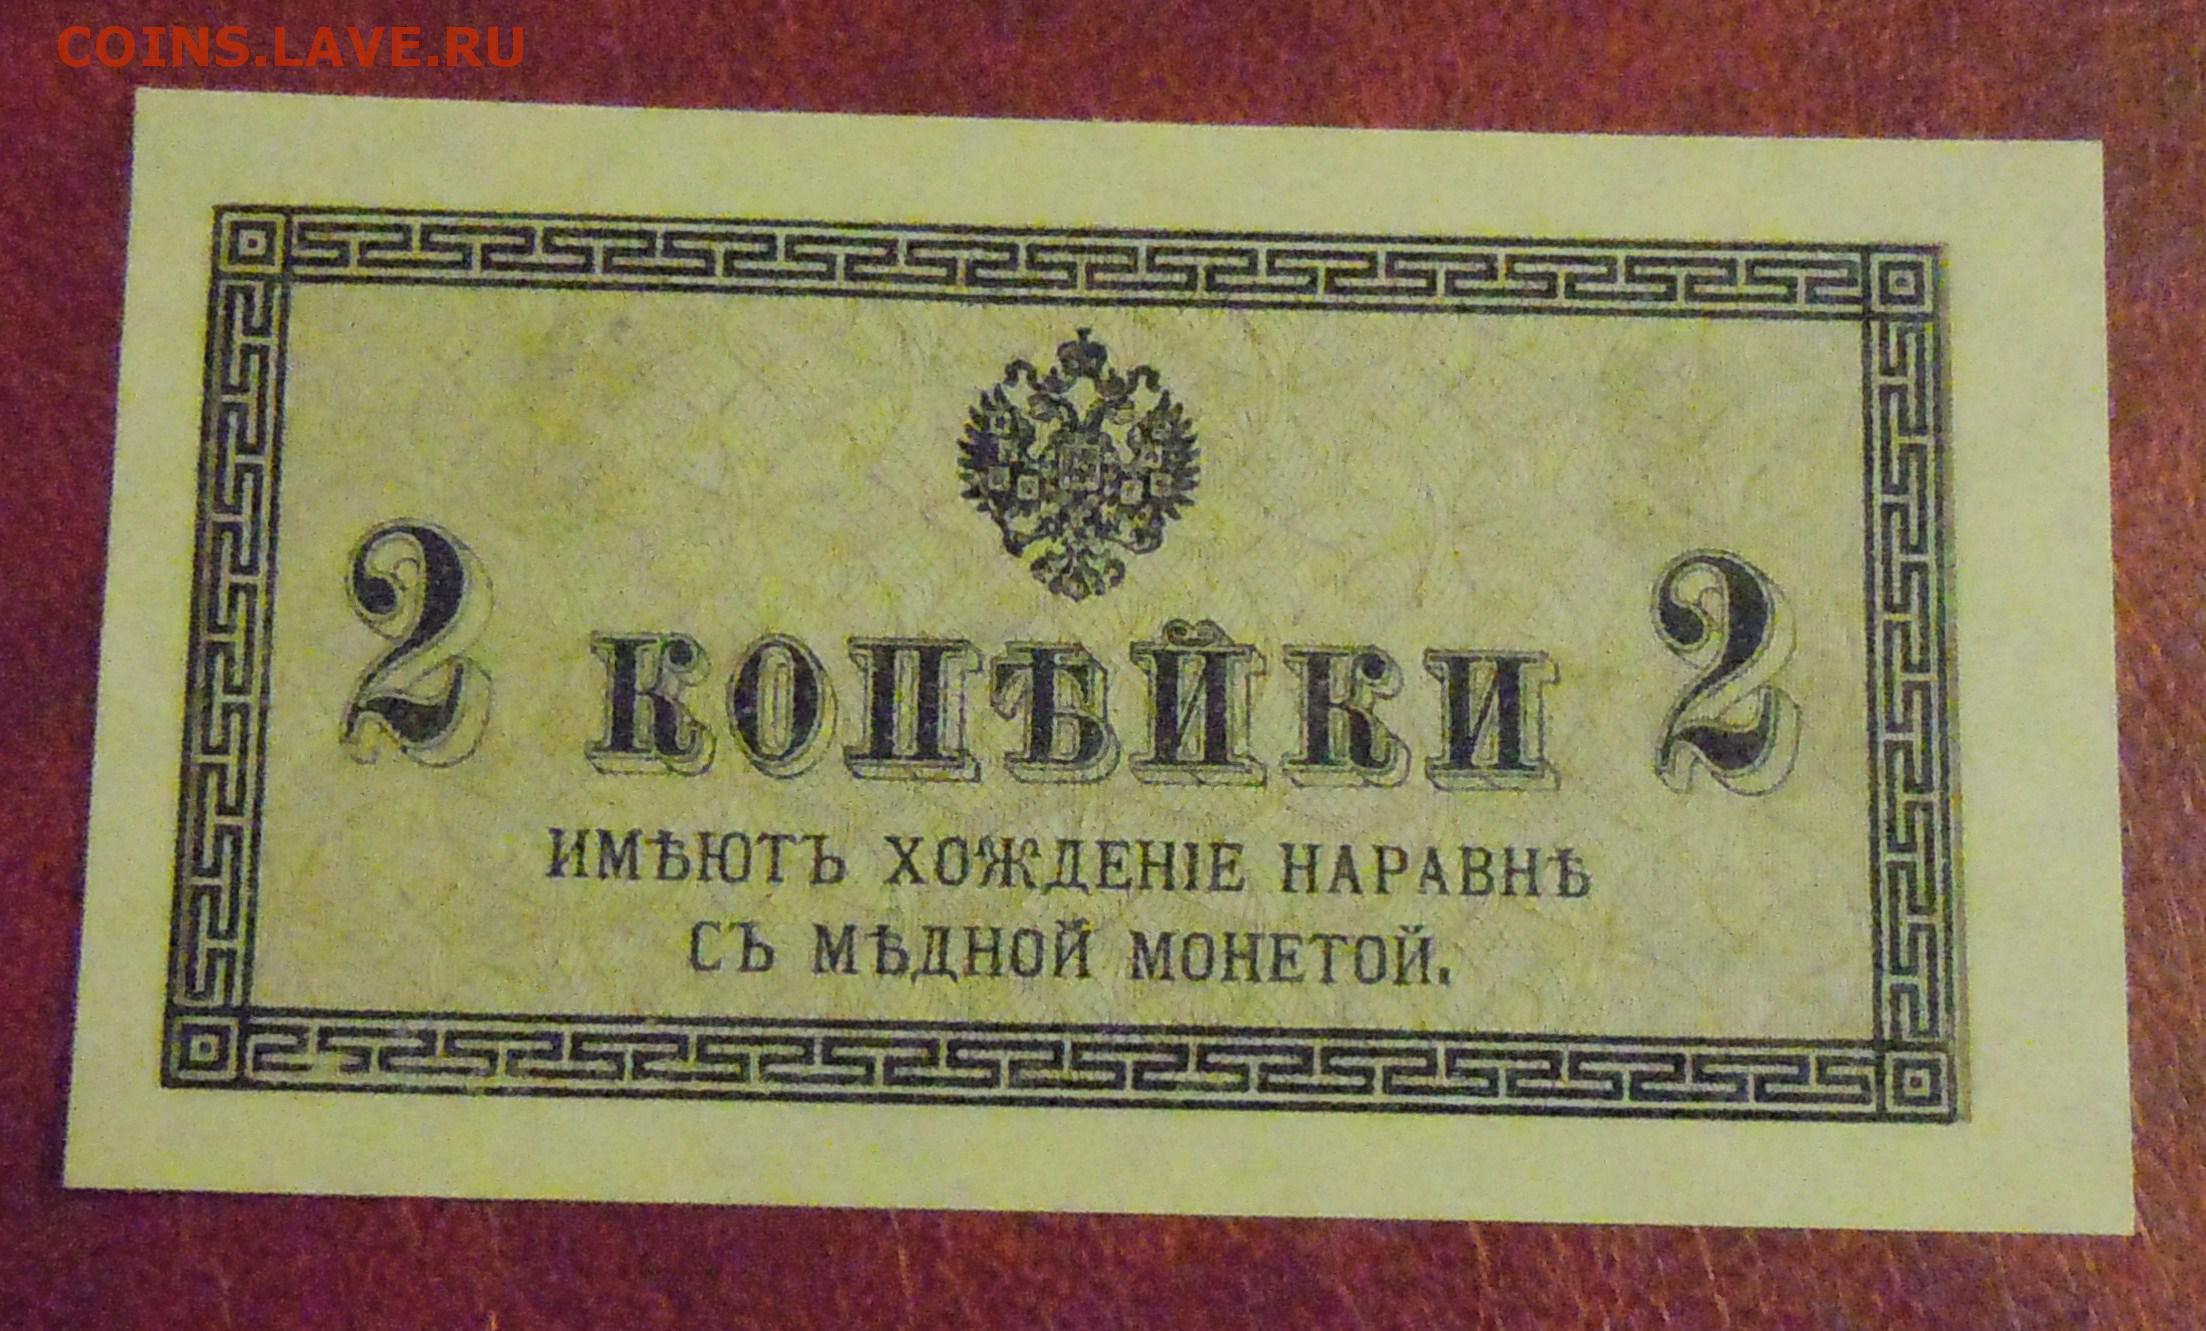 COINS.LAVE.RU
2 КОПѢЙКИ 2
ИМѢЮТЪ ХОЖДЕНІЕ НАРАВНѢ
СЪ МѢДНОЙ МОНЕТОЙ.